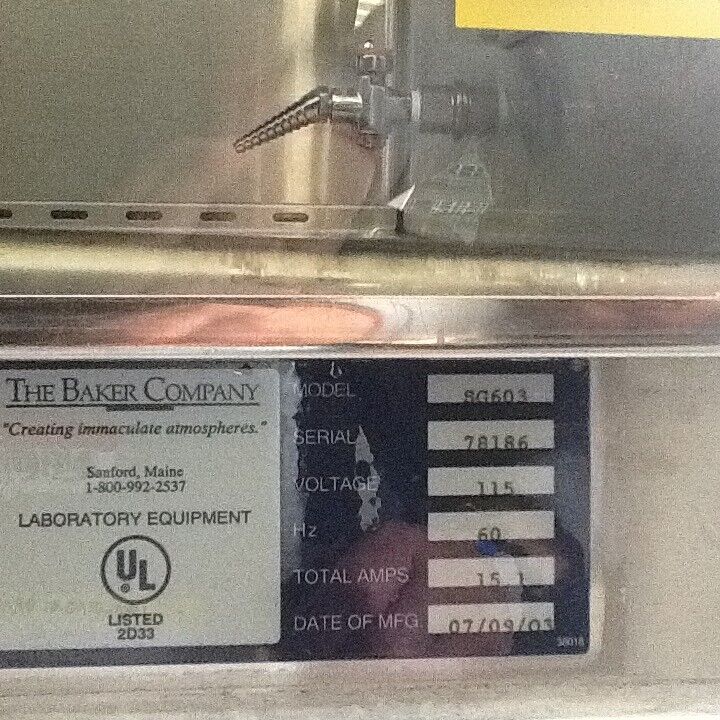 THE BAKER COMPANY
"Creating immaculate atmospheres."
Sanford, Maine
1-800-992-2537
LABORATORY EQUIPMENT
UL
LISTED
2D33
MODEL SG603
SERIAL 78186
VOLTAGE 115
Hz 60
TOTAL AMPS 15.1
DATE OF MFG. 07/09/03